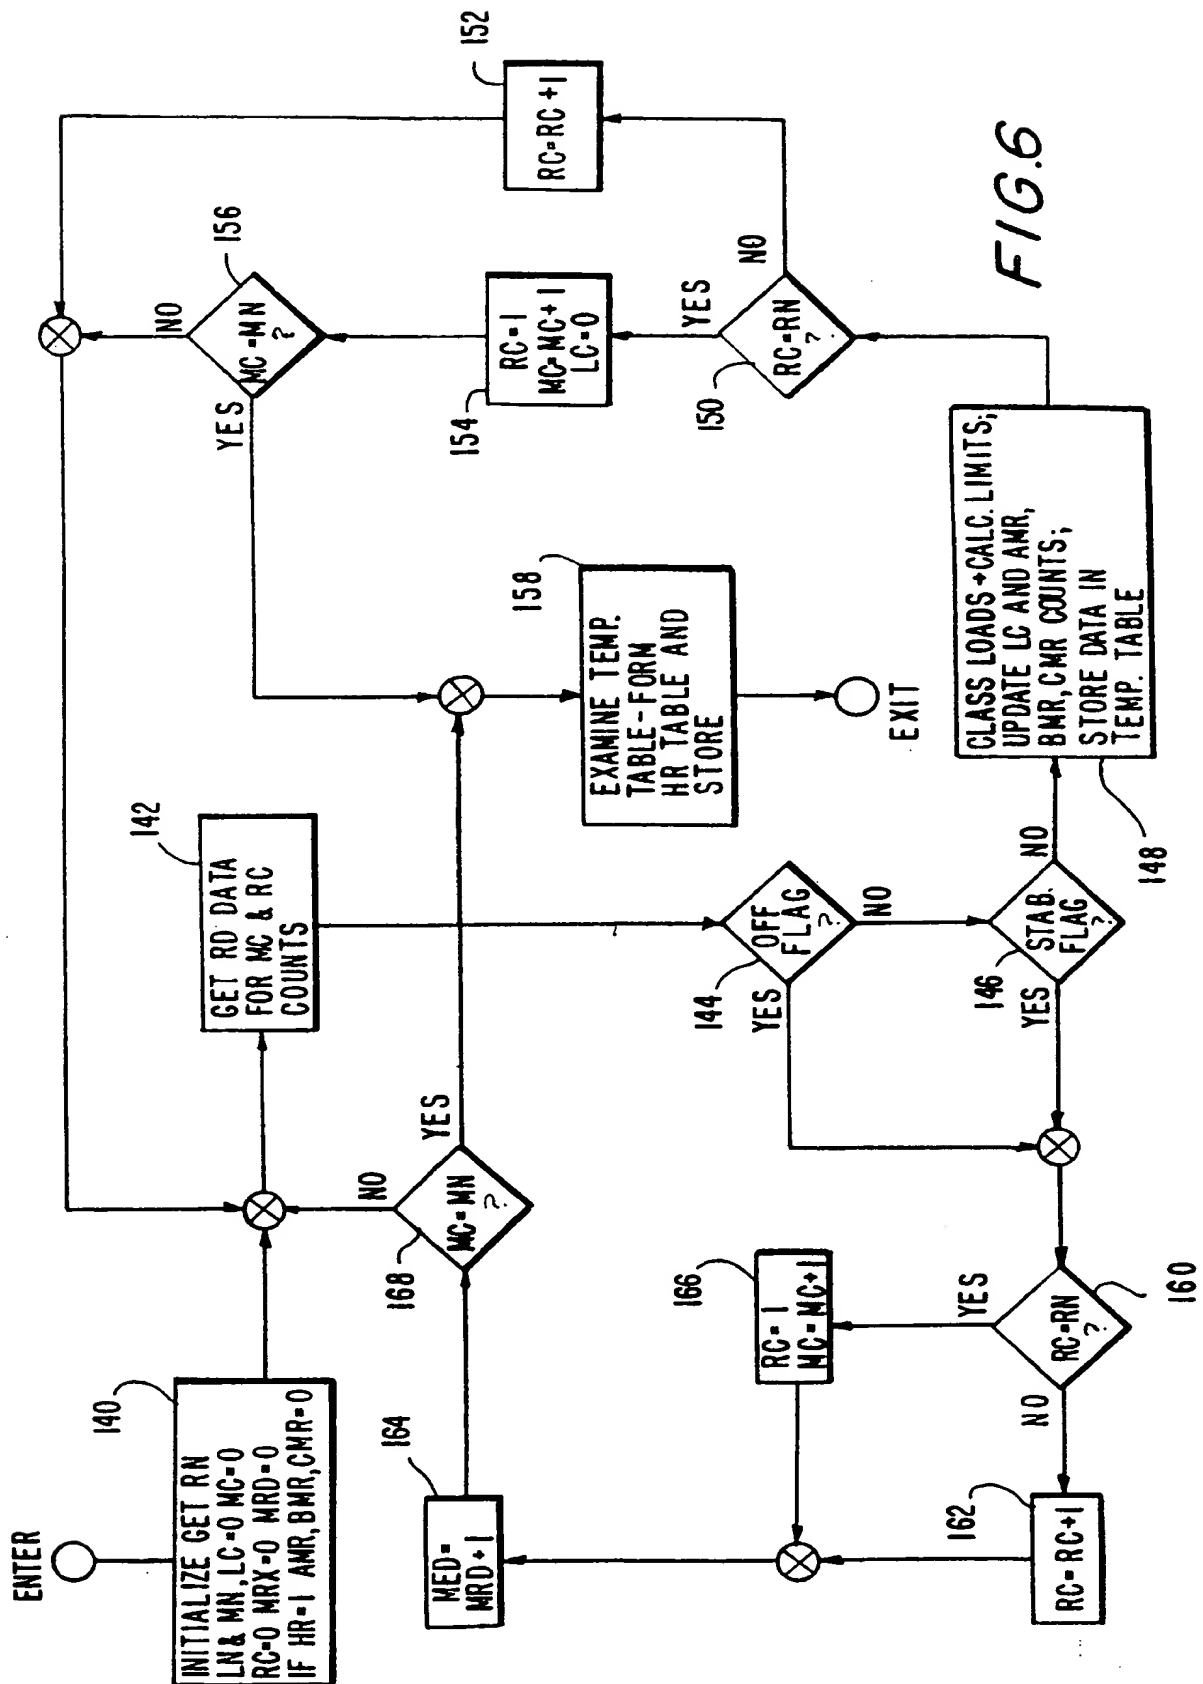 ENTER
140
INITIALIZE GET RN
LN & MN, LC=0 MC=0
RC=0 MRX=0 MRD=0
IF HR=1 AMR,BMR,CMR=0
142
GET RD DATA
FOR MC & RC
COUNTS
144
OFF
FLAG
?
YES
NO
146
STAB.
FLAG
?
YES
NO
148
CLASS LOADS+CALC. LIMITS;
UPDATE LC AND AMR,
BMR, CMR COUNTS;
STORE DATA IN
TEMP. TABLE
150
RC=RN
?
YES
NO
152
RC=RC+1
154
RC=1
MC=MC+1
LC=0
156
MC=MN
?
YES
NO
158
EXAMINE TEMP.
TABLE-FORM
HR TABLE AND
STORE
EXIT
160
RC=RN
?
YES
NO
162
RC=RC+1
164
MED=
MRD+1
166
RC=1
MC=MC+1
168
MC=MN
?
YES
NO
FIG.6